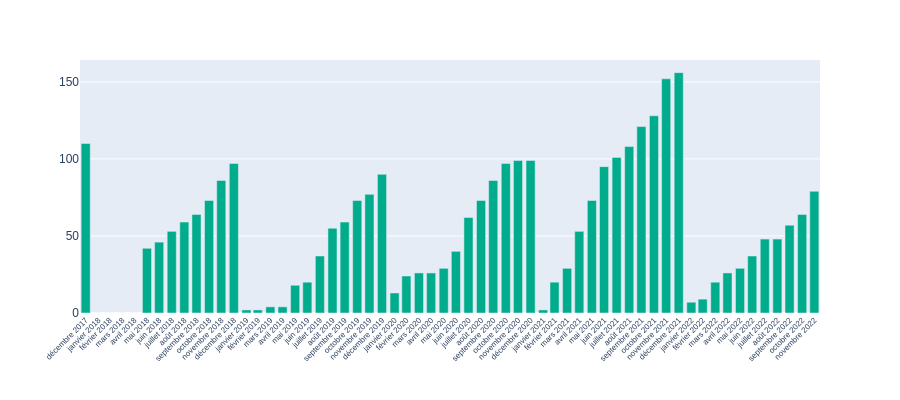 150
100
50
0
décembre 2017
janvier 2018
février 2018
mars 2018
avril 2018
mai 2018
juin 2018
juillet 2018
août 2018
septembre 2018
octobre 2018
novembre 2018
décembre 2018
janvier 2019
février 2019
mars 2019
avril 2019
mai 2019
juin 2019
juillet 2019
août 2019
septembre 2019
octobre 2019
novembre 2019
décembre 2019
janvier 2020
février 2020
mars 2020
avril 2020
mai 2020
juin 2020
juillet 2020
août 2020
septembre 2020
octobre 2020
novembre 2020
décembre 2020
janvier 2021
février 2021
mars 2021
avril 2021
mai 2021
juin 2021
juillet 2021
août 2021
septembre 2021
octobre 2021
novembre 2021
décembre 2021
janvier 2022
février 2022
mars 2022
avril 2022
mai 2022
juin 2022
juillet 2022
août 2022
septembre 2022
octobre 2022
novembre 2022